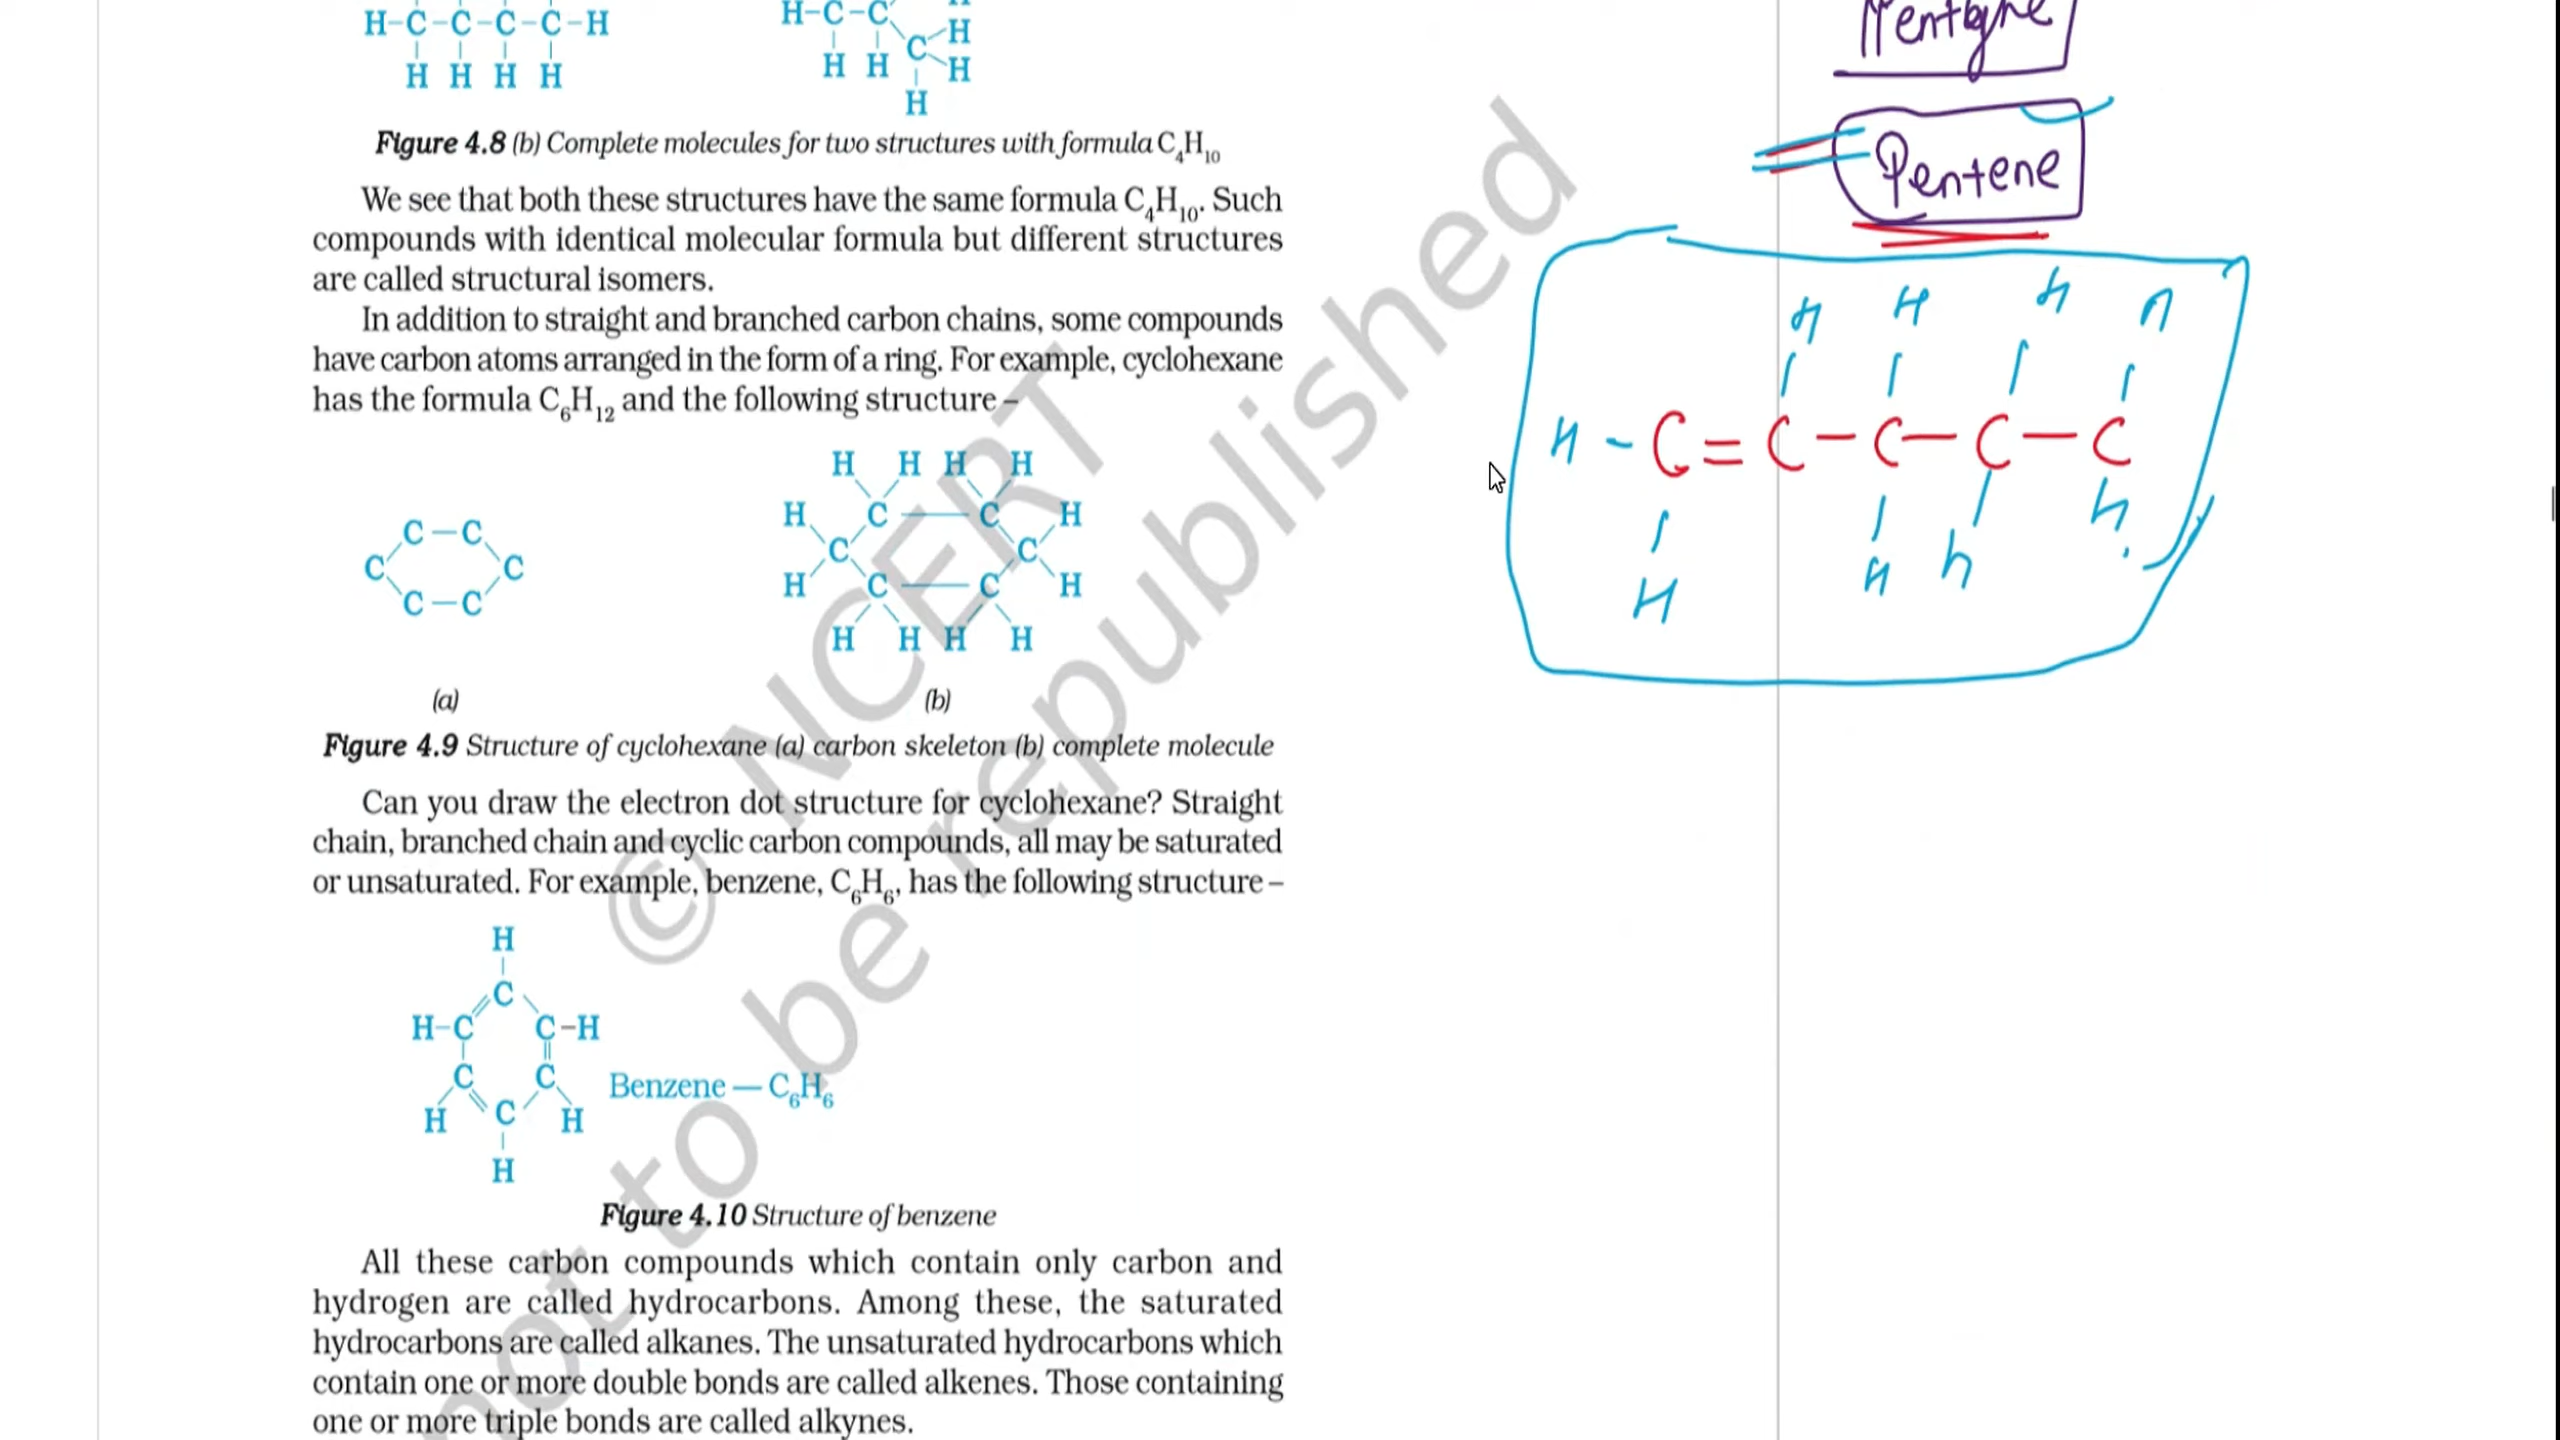 H-C-C-C-C-H
H H H H
H-C-C
H
C
H
H H
H
Figure 4.8 (b) Complete molecules for two structures with formula C₄H₁₀
We see that both these structures have the same formula C₄H₁₀. Such
compounds with identical molecular formula but different structures
are called structural isomers.
In addition to straight and branched carbon chains, some compounds
have carbon atoms arranged in the form of a ring. For example, cyclohexane
has the formula C₆H₁₂ and the following structure –
C – C
C C
C – C
H H H H
H C C H
C C
H C C H
H H H H
(a) (b)
Figure 4.9 Structure of cyclohexane (a) carbon skeleton (b) complete molecule
Can you draw the electron dot structure for cyclohexane? Straight
chain, branched chain and cyclic carbon compounds, all may be saturated
or unsaturated. For example, benzene, C₆H₆, has the following structure –
H
C
H-C C-H
C C
H C H
H
Benzene — C₆H₆
Figure 4.10 Structure of benzene
All these carbon compounds which contain only carbon and
hydrogen are called hydrocarbons. Among these, the saturated
hydrocarbons are called alkanes. The unsaturated hydrocarbons which
contain one or more double bonds are called alkenes. Those containing
one or more triple bonds are called alkynes.
© NCERT
not to be republished
Pentene
H H H H
H - C = C - C - C - C
H H h h